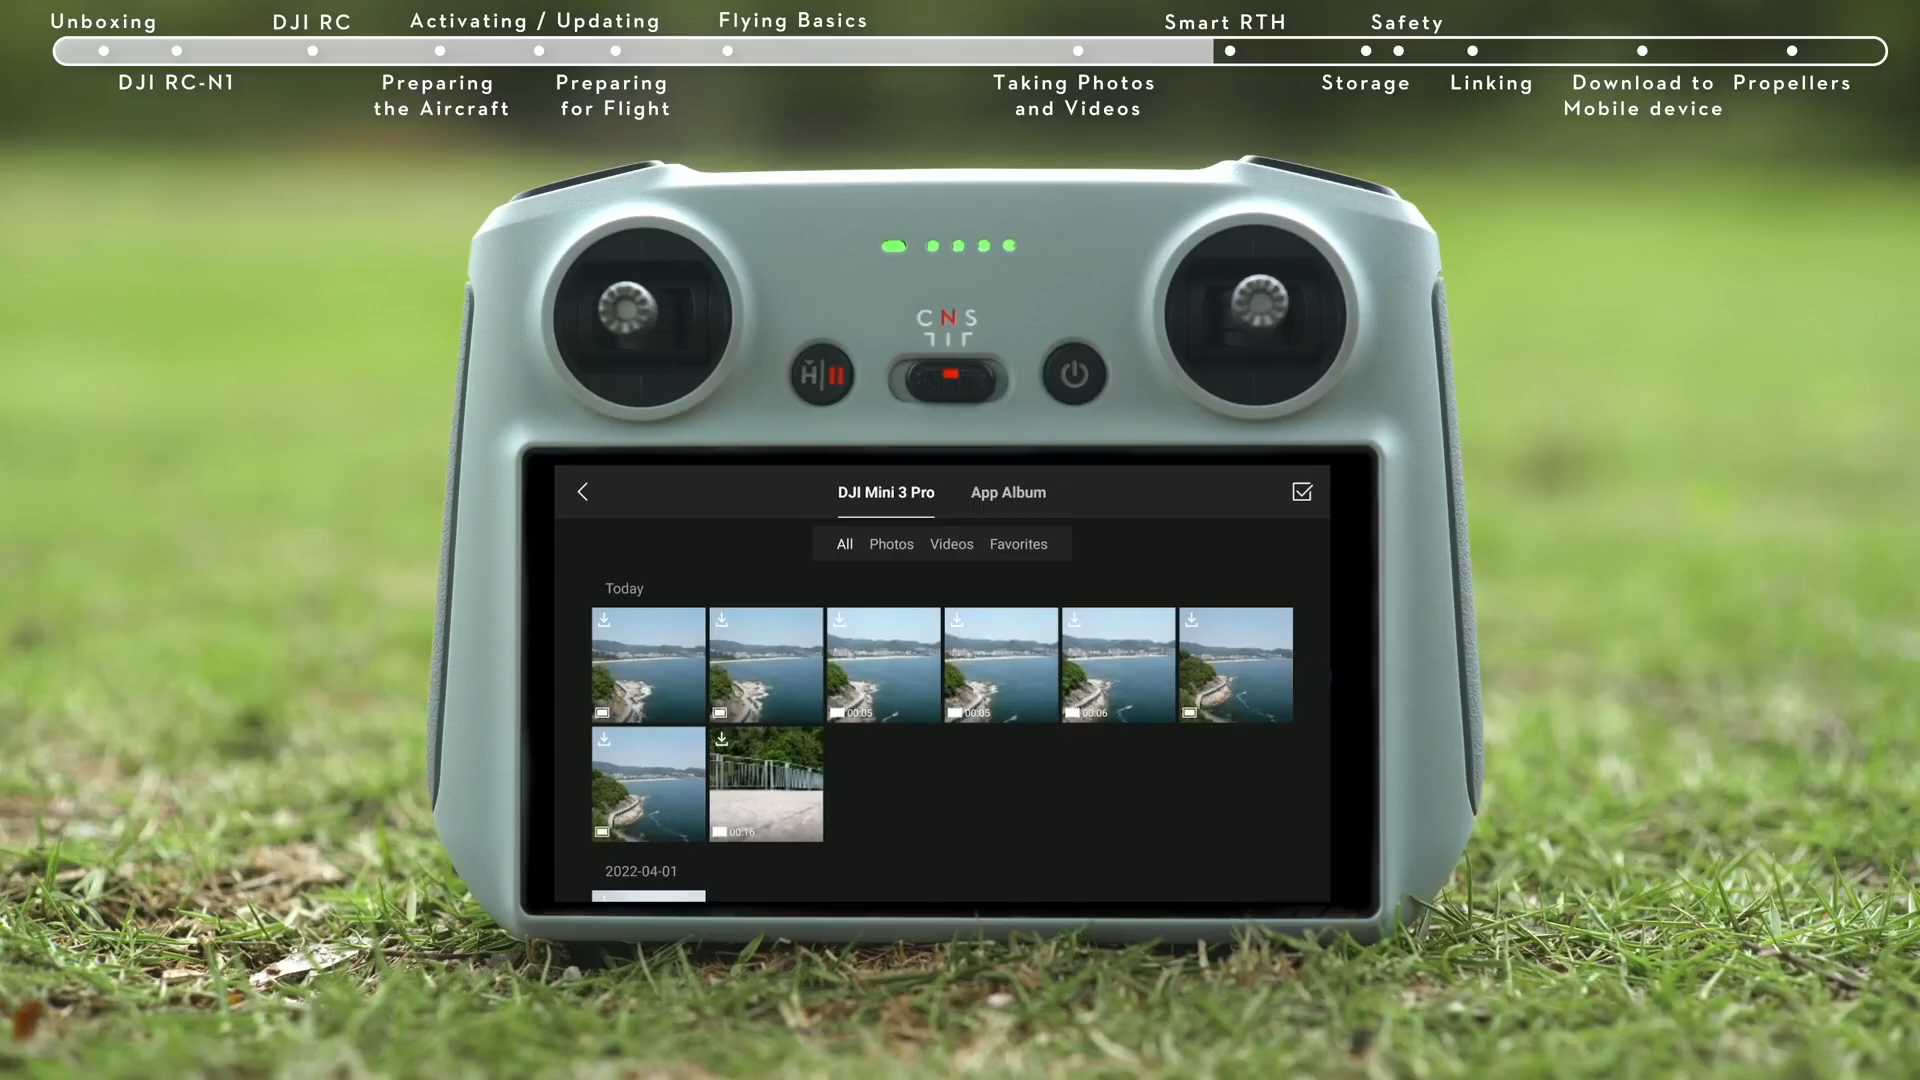 Unboxing
DJI RC
Activating / Updating
Flying Basics
Smart RTH
Safety
DJI RC-N1
Preparing
the Aircraft
Preparing
for Flight
Taking Photos
and Videos
Storage
Linking
Download to
Mobile device
Propellers
C N S
H
DJI Mini 3 Pro
App Album
All
Photos
Videos
Favorites
Today
00:05
00:05
00:06
00:16
2022-04-01